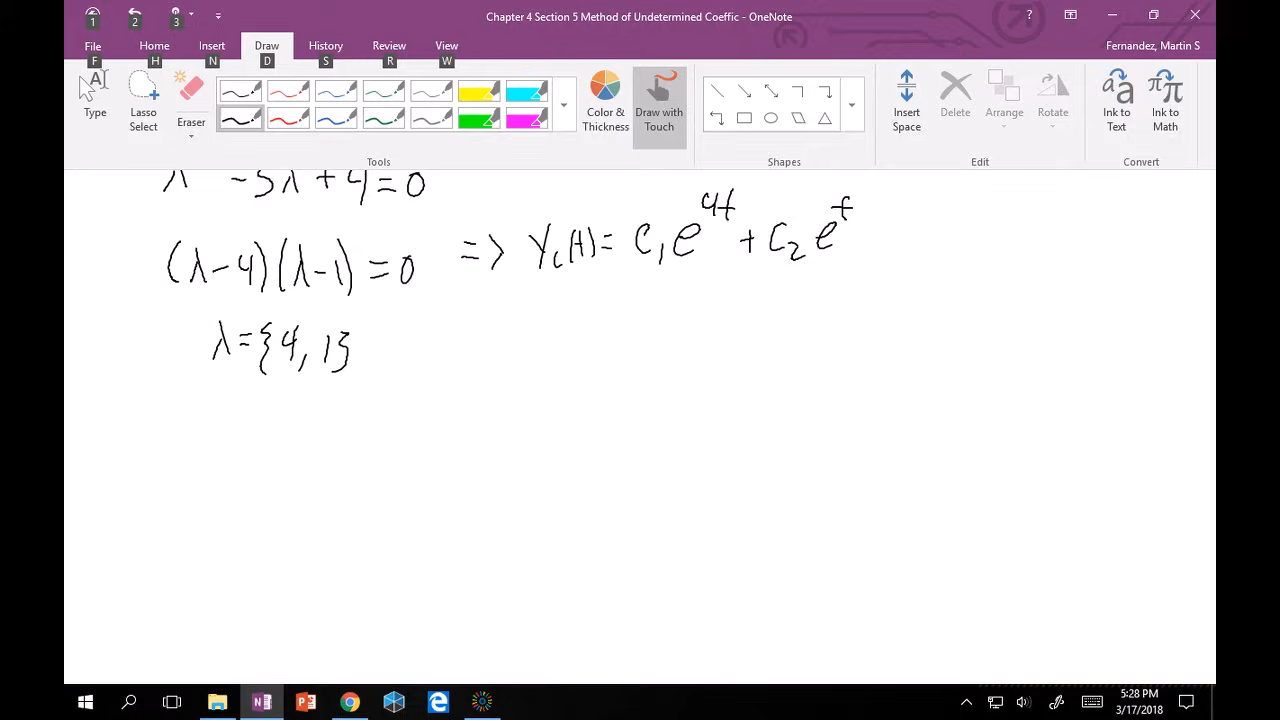 1 2 3
Chapter 4 Section 5 Method of Undetermined Coeffic - OneNote
?
File Home Insert Draw History Review View
Fernandez, Martin S
F H N D S R W
Type
Lasso Select
Eraser
Color & Thickness
Draw with Touch
Insert Space
Delete
Arrange
Rotate
Ink to Text
Ink to Math
Tools Shapes Edit Convert
λ -5λ+4=0
(λ-4)(λ-1)=0 => Yc(t)= C₁e^4t + C₂e^t
λ={4, 1}
5:28 PM
3/17/2018